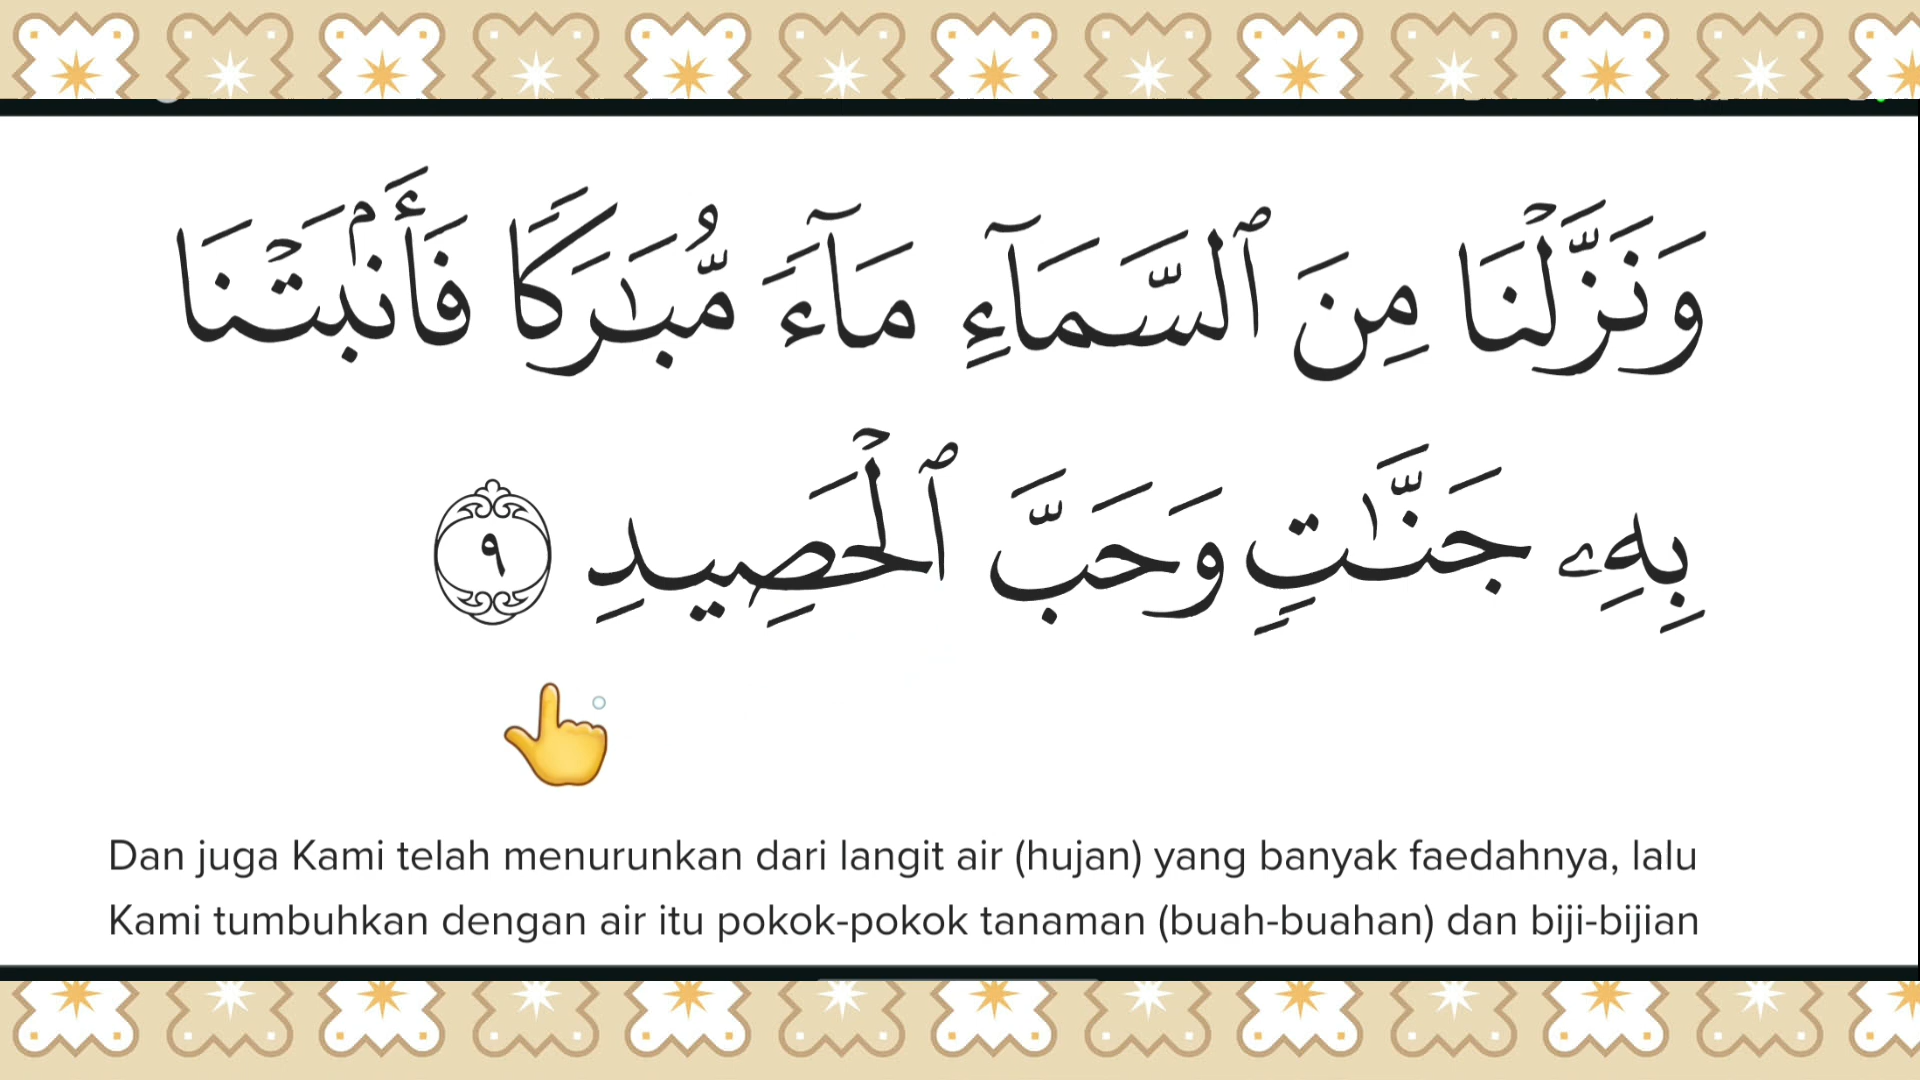 وَنَزَّلْنَا مِنَ ٱلسَّمَآءِ مَآءً مُّبَـٰرَكًا فَأَنۢبَتْنَا
بِهِۦ جَنَّـٰتٍ وَحَبَّ ٱلْحَصِيدِ ٩
Dan juga Kami telah menurunkan dari langit air (hujan) yang banyak faedahnya, lalu
Kami tumbuhkan dengan air itu pokok-pokok tanaman (buah-buahan) dan biji-bijian